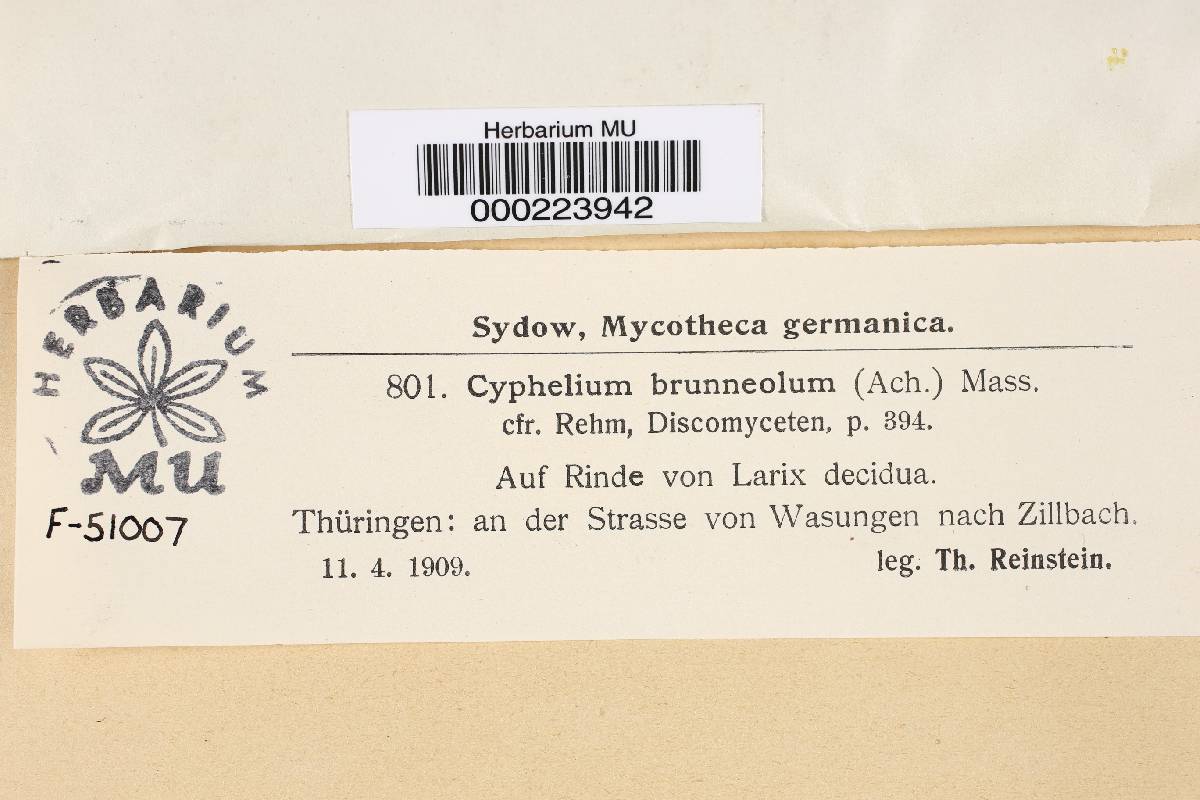 Herbarium MU
000223942
HERBARIUM
MU
F-51007
Sydow, Mycotheca germanica.
801. Cyphelium brunneolum (Ach.) Mass.
cfr. Rehm, Discomyceten, p. 394.
Auf Rinde von Larix decidua.
Thüringen: an der Strasse von Wasungen nach Zillbach.
11. 4. 1909. leg. Th. Reinstein.